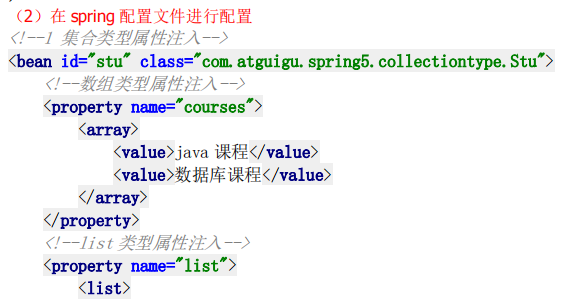 （2）在 spring 配置文件进行配置
<!--1 集合类型属性注入-->
<bean id="stu" class="com.atguigu.spring5.collectiontype.Stu">
<!--数组类型属性注入-->
<property name="courses">
<array>
<value>java 课程</value>
<value>数据库课程</value>
</array>
</property>
<!--list 类型属性注入-->
<property name="list">
<list>